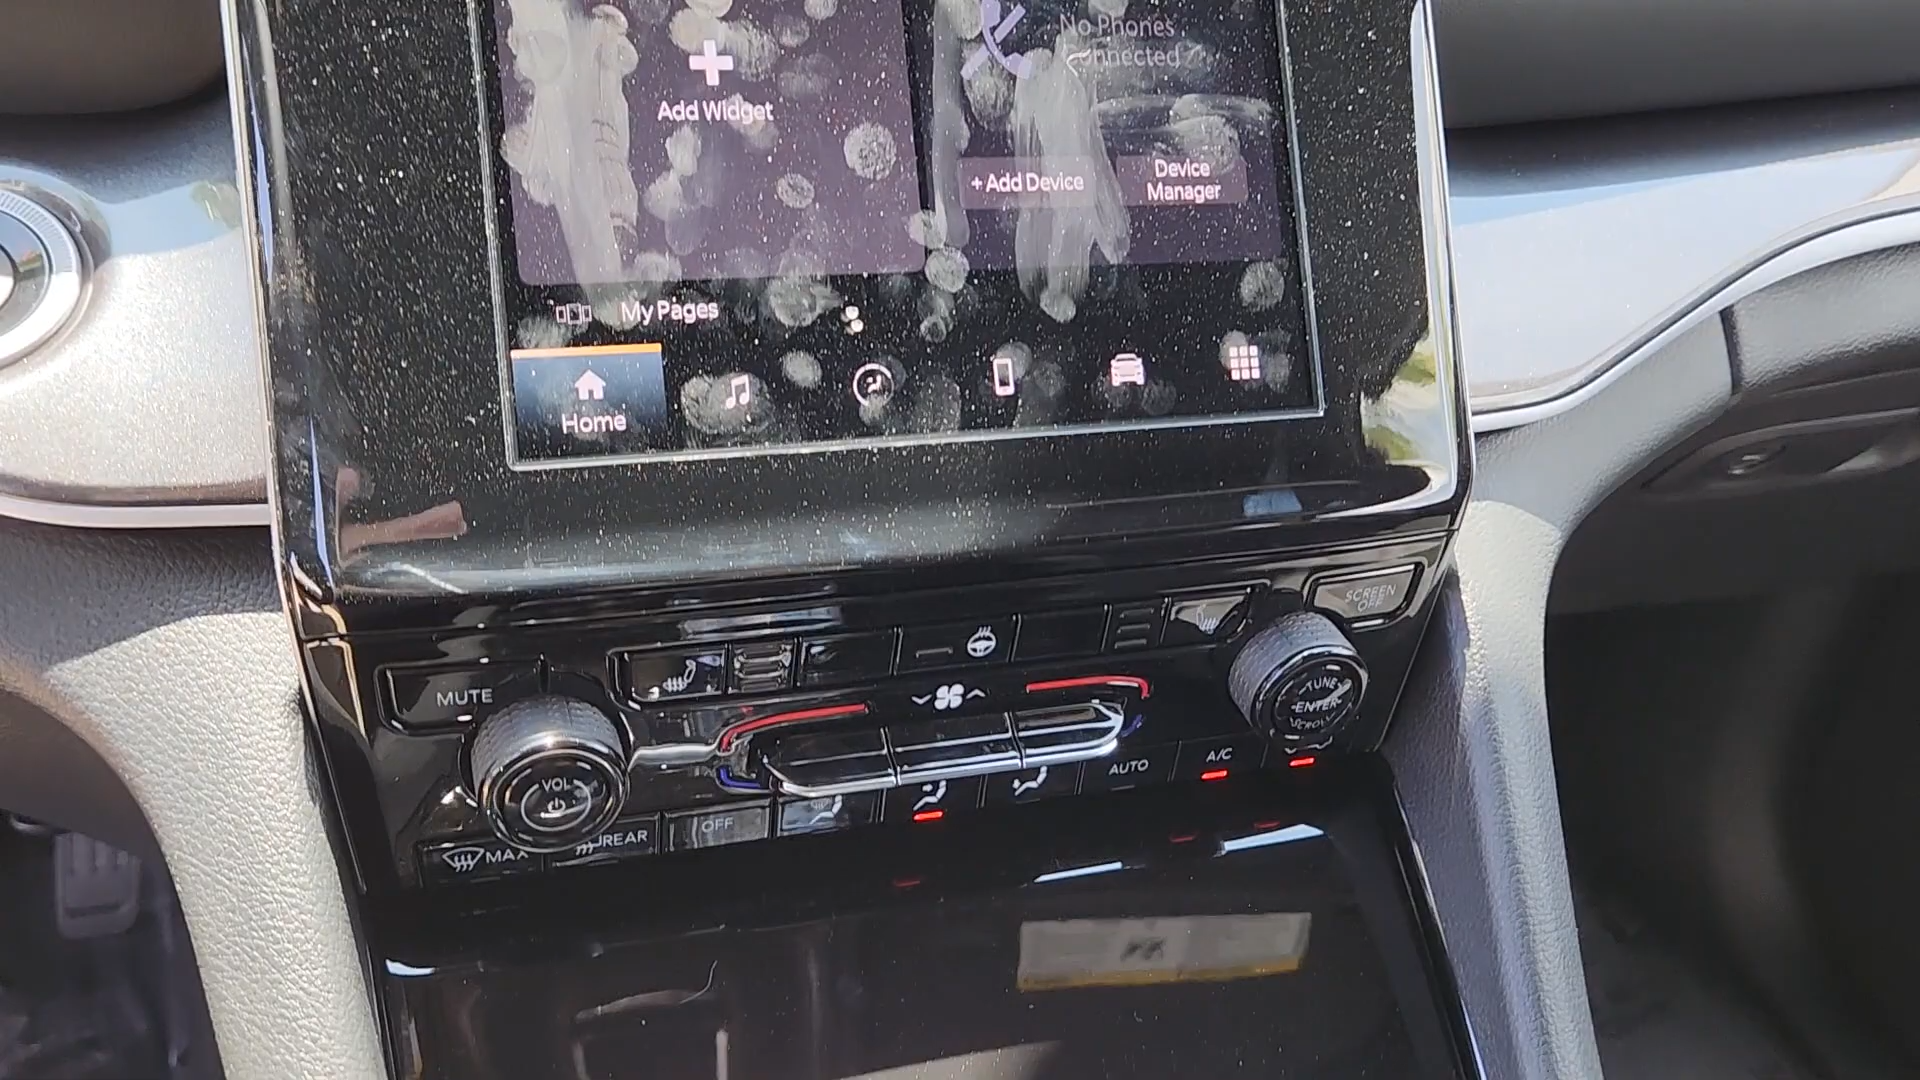 No Phones
Connected
Add Widget
+ Add Device
Device
Manager
My Pages
Home
SCREEN
OFF
MUTE
TUNE
ENTER
SCROLL
VOL
AUTO
A/C
OFF
REAR
MAX